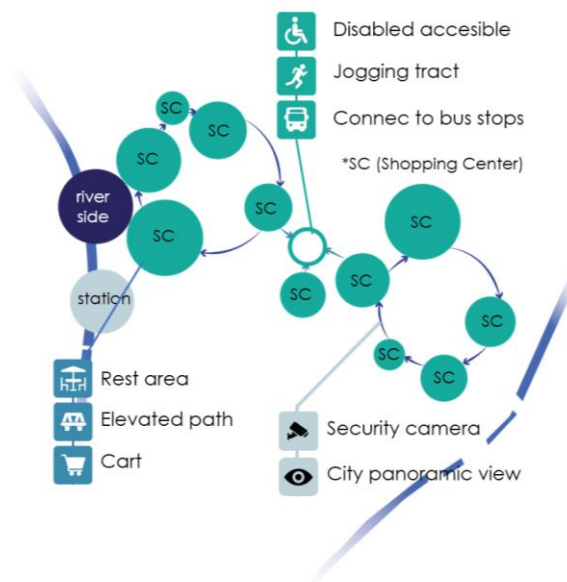 Disabled accesible
Jogging tract
Connec to bus stops
*SC (Shopping Center)
SC
SC
SC
river
side
SC
SC
SC
SC
station
SC
SC
SC
SC
SC
Rest area
Elevated path
Cart
Security camera
City panoramic view